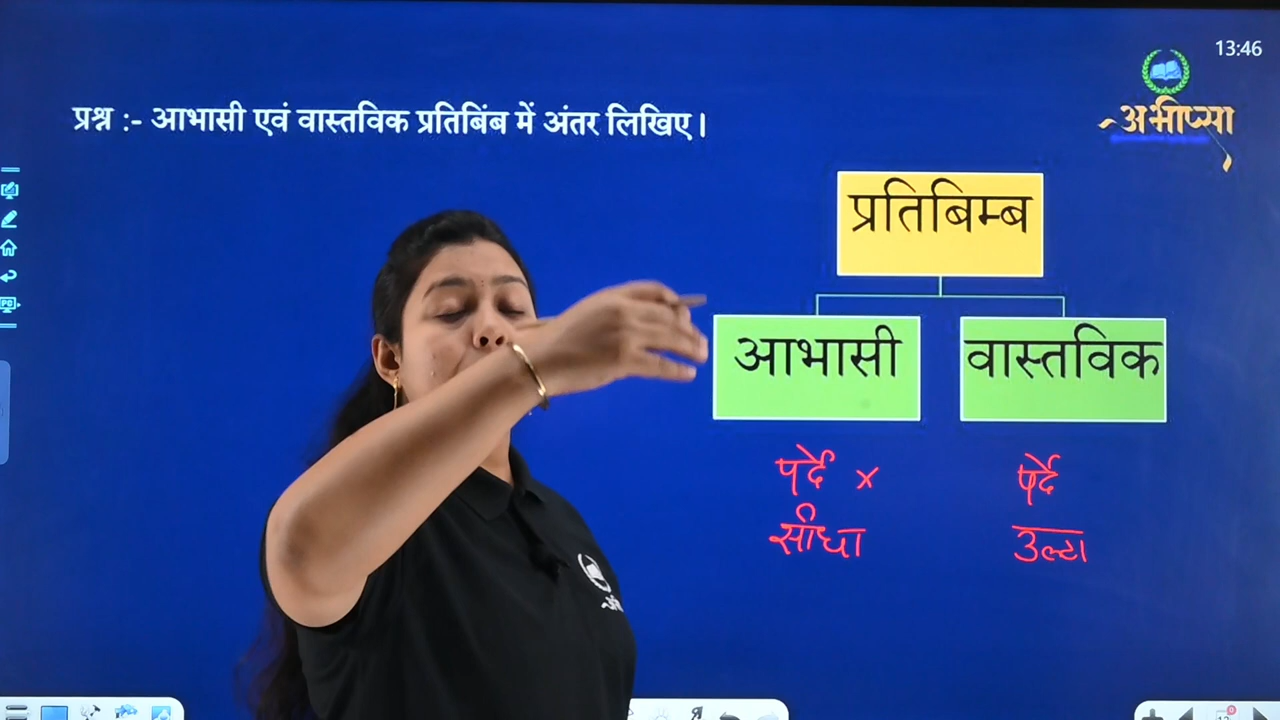 13:46
अभीप्सा
प्रश्न :- आभासी एवं वास्तविक प्रतिबिंब में अंतर लिखिए।
प्रतिबिम्ब
आभासी वास्तविक
पर्दे x पर्दे
सीधा उल्टा